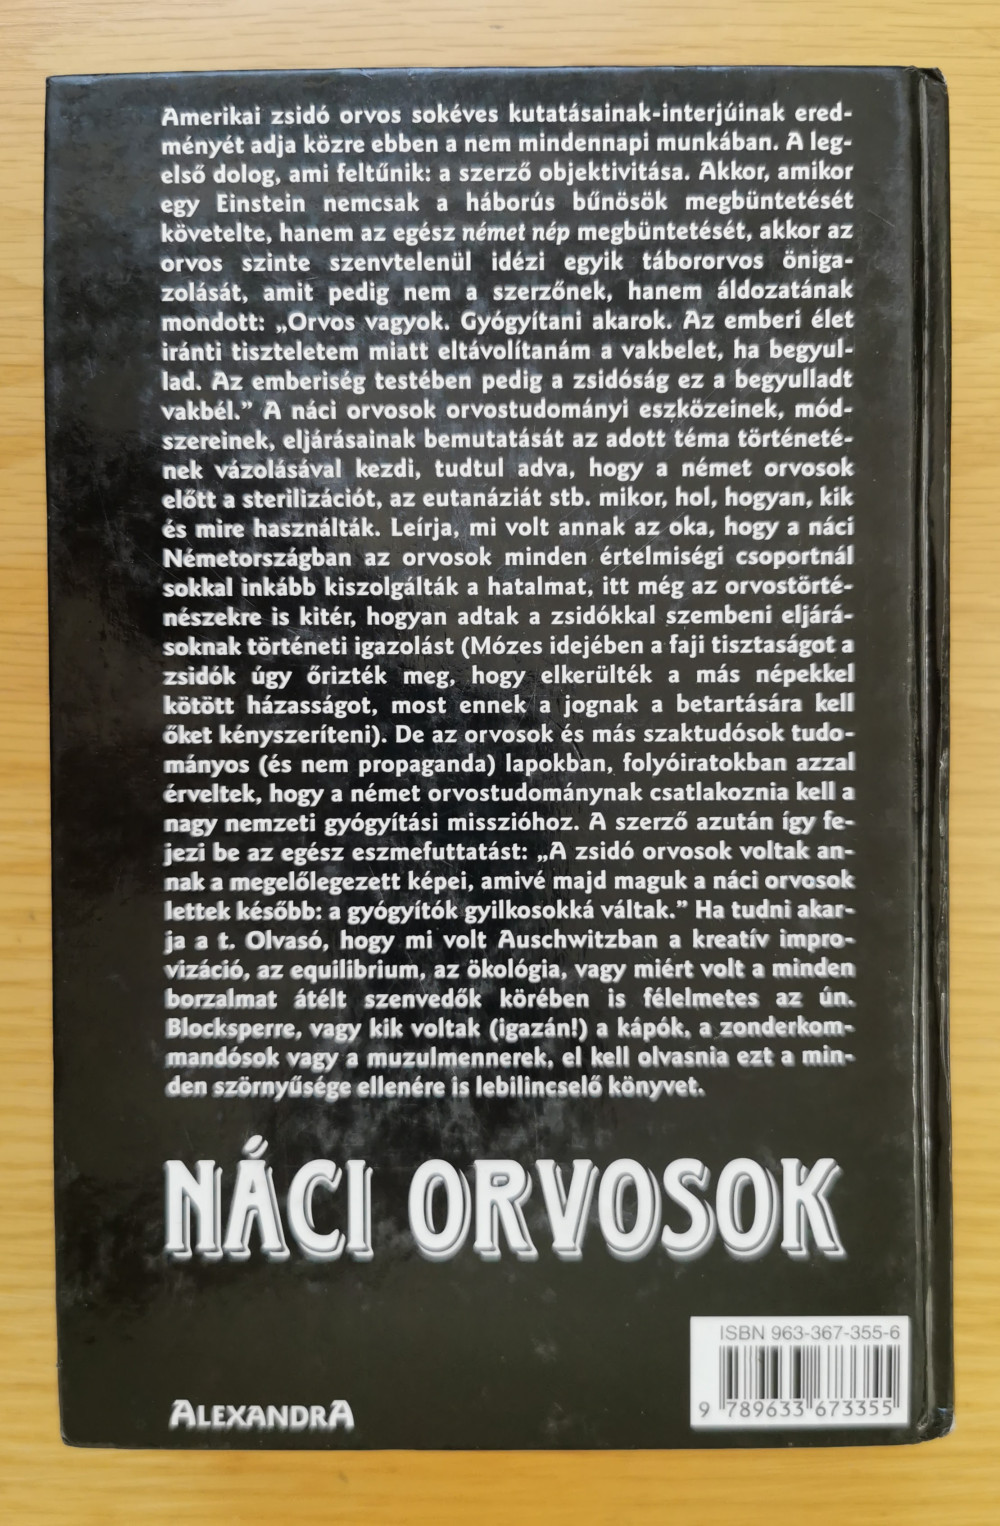 Amerikai zsidó orvos sokéves kutatásainak-interjúinak ered-
ményét adja közre ebben a nem mindennapi munkában. A leg-
első dolog, ami feltűnik: a szerző objektivitása. Akkor, amikor
egy Einstein nemcsak a háborús bűnösök megbüntetését
követelte, hanem az egész német nép megbüntetését, akkor az
orvos szinte szenvtelenül idézi egyik tábororvos öniga-
zolását, amit pedig nem a szerzőnek, hanem áldozatának
mondott: „Orvos vagyok. Gyógyítani akarok. Az emberi élet
iránti tiszteletem miatt eltávolítanám a vakbelet, ha begyul-
lad. Az emberiség testében pedig a zsidóság ez a begyulladt
vakbél.” A náci orvosok orvostudományi eszközeinek, mód-
szereinek, eljárásainak bemutatását az adott téma történeté-
nek vázolásával kezdi, tudtul adva, hogy a német orvosok
előtt a sterilizációt, az eutanáziát stb. mikor, hol, hogyan, kik
és mire használták. Leírja, mi volt annak az oka, hogy a náci
Németországban az orvosok minden értelmiségi csoportnál
sokkal inkább kiszolgálták a hatalmat, itt még az orvostörté-
nészekre is kitér, hogyan adtak a zsidókkal szembeni eljárá-
soknak történeti igazolást (Mózes idejében a faji tisztaságot a
zsidók úgy őrizték meg, hogy elkerülték a más népekkel
kötött házasságot, most ennek a jognak a betartására kell
őket kényszeríteni). De az orvosok és más szaktudósok tudo-
mányos (és nem propaganda) lapokban, folyóiratokban azzal
érveltek, hogy a német orvostudománynak csatlakoznia kell a
nagy nemzeti gyógyítási misszióhoz. A szerző azután így fe-
jezi be az egész eszmefuttatást: „A zsidó orvosok voltak an-
nak a megelőlegezett képei, amivé majd maguk a náci orvosok
lettek később: a gyógyítók gyilkosokká váltak.” Ha tudni akar-
ja a t. Olvasó, hogy mi volt Auschwitzban a kreatív impro-
vizáció, az equilibrium, az ökológia, vagy miért volt a minden
borzalmat átélt szenvedők körében is félelmetes az ún.
Blocksperre, vagy kik voltak (igazán!) a kápók, a zonderkom-
mandósok vagy a muzulmennerek, el kell olvasnia ezt a min-
den szörnyűsége ellenére is lebilincselő könyvet.
NÁCI ORVOSOK
ISBN 963-367-355-6
9 789633 673355
ALEXANDRA